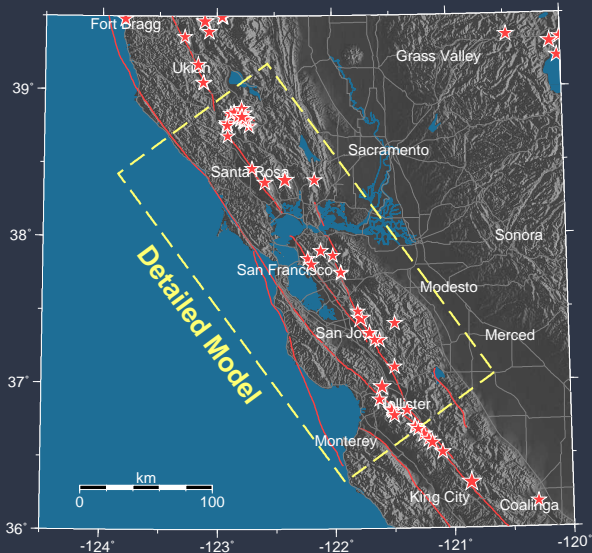 Fort Bragg
Grass Valley
39°
Ukiah
Sacramento
Santa Rosa
38°
Sonora
San Francisco
Detailed Model
Modesto
San Jose
Merced
37°
Hollister
Monterey
km
0 100
King City
Coalinga
36°
-124° -123° -122° -121° -120°